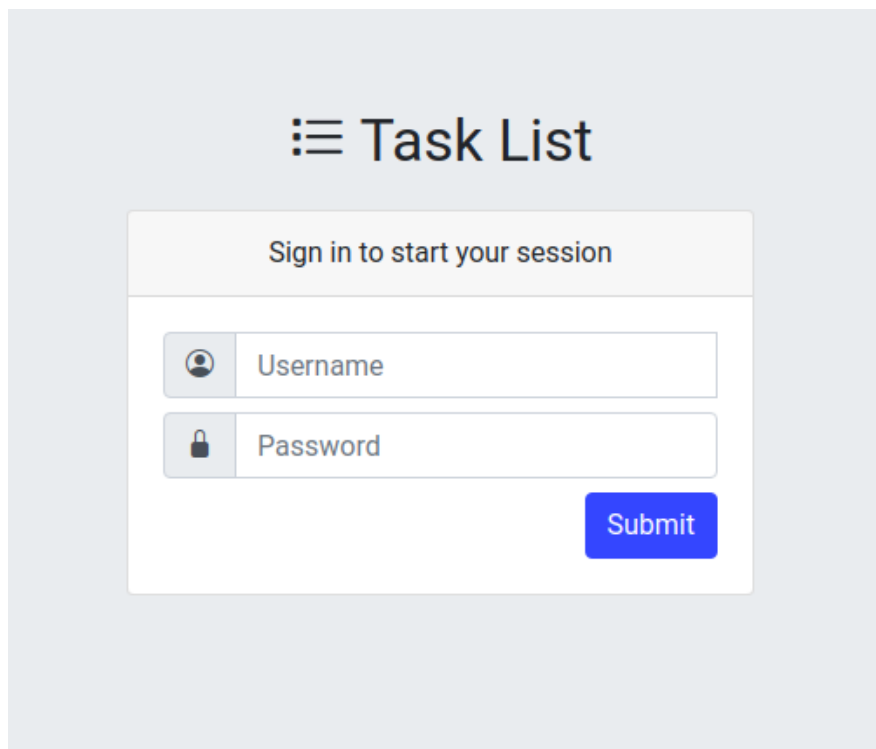 Task List
Sign in to start your session
Username
Password
Submit